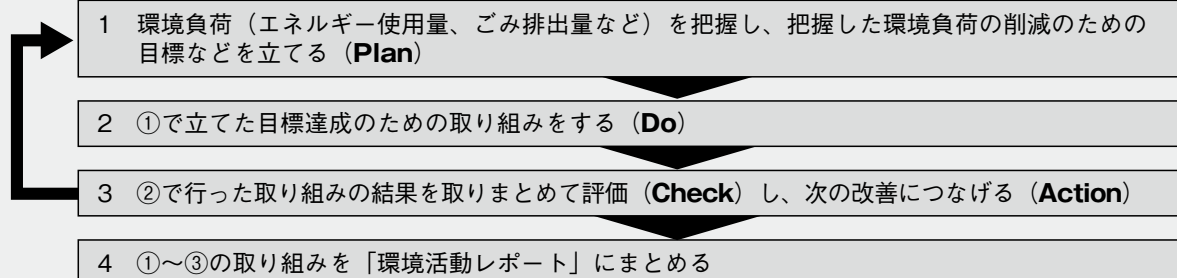 1 環境負荷（エネルギー使用量、ごみ排出量など）を把握し、把握した環境負荷の削減のための
目標などを立てる（Plan）
2 ①で立てた目標達成のための取り組みをする（Do）
3 ②で行った取り組みの結果を取りまとめて評価（Check）し、次の改善につなげる（Action）
4 ①～③の取り組みを「環境活動レポート」にまとめる